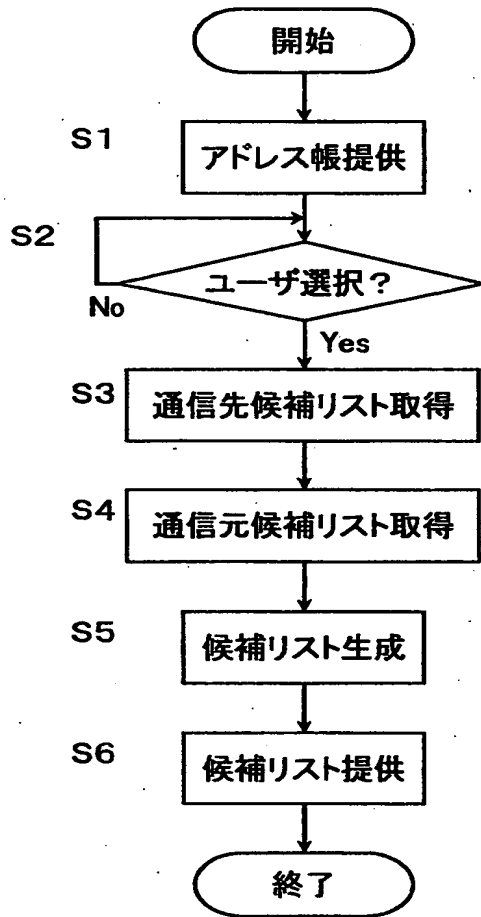 開始
S1
アドレス帳提供
S2
ユーザ選択？
No
Yes
S3
通信先候補リスト取得
S4
通信元候補リスト取得
S5
候補リスト生成
S6
候補リスト提供
終了